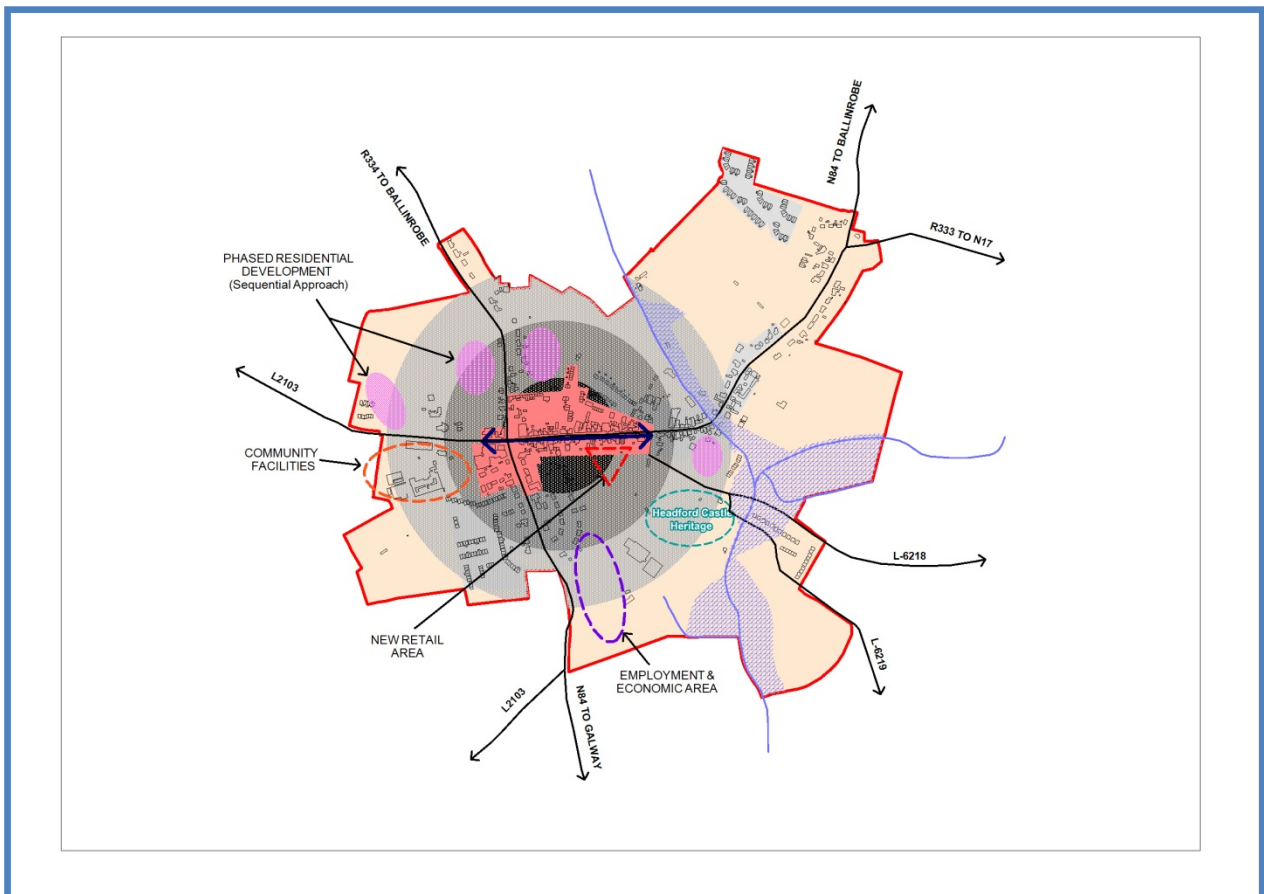 N84 TO BALLINROBE
R334 TO BALLINROBE
R333 TO N17
PHASED RESIDENTIAL
DEVELOPMENT
(Sequential Approach)
L2103
COMMUNITY
FACILITIES
Headford Castle
Heritage
L-6218
NEW RETAIL
AREA
EMPLOYMENT &
ECONOMIC AREA
L-6219
L2103
N84 TO GALWAY